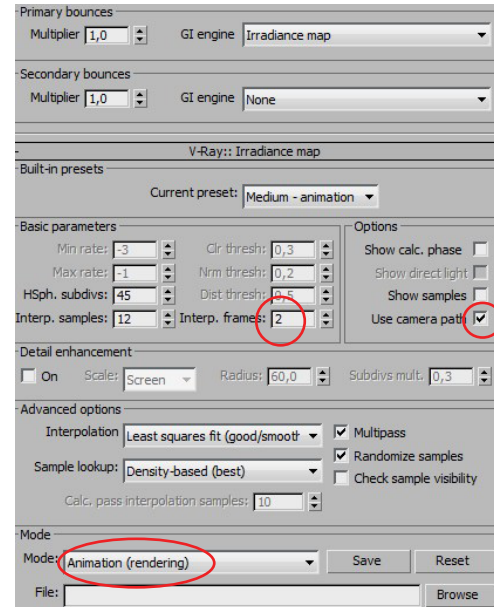 Primary bounces
Multiplier 1,0 GI engine Irradiance map
Secondary bounces
Multiplier 1,0 GI engine None
- V-Ray:: Irradiance map
Built-in presets
Current preset: Medium - animation
Basic parameters Options
Min rate: -3 Clr thresh: 0,3 Show calc. phase
Max rate: -1 Nrm thresh: 0,2 Show direct light
HSph. subdivs: 45 Dist thresh: 0,5 Show samples
Interp. samples: 12 Interp. frames: 2 Use camera path
Detail enhancement
On Scale: Screen Radius: 60,0 Subdivs mult. 0,3
Advanced options
Interpolation Least squares fit (good/smooth Multipass
Randomize samples
Sample lookup: Density-based (best) Check sample visibility
Calc. pass interpolation samples: 10
Mode
Mode: Animation (rendering) Save Reset
File: Browse